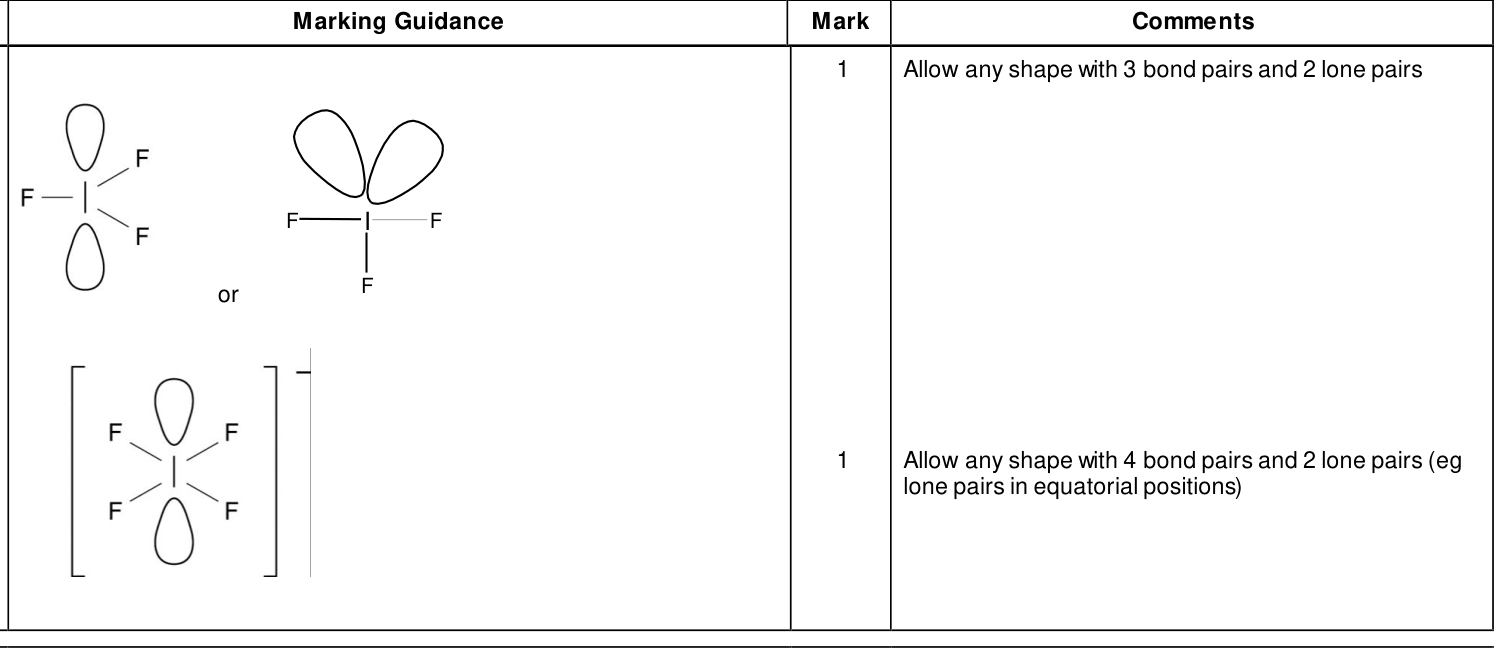 Marking Guidance Mark Comments
1 Allow any shape with 3 bond pairs and 2 lone pairs
F
F — I
F
F I F
F
or
[ ] –
F F
I
F F
1 Allow any shape with 4 bond pairs and 2 lone pairs (eg
lone pairs in equatorial positions)